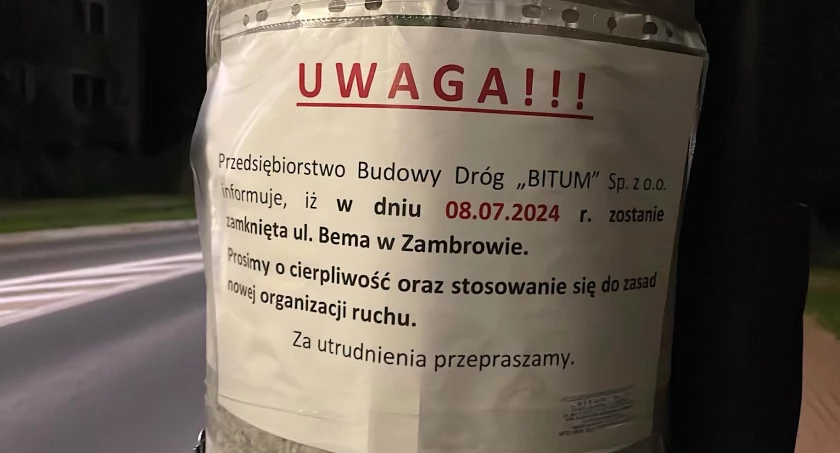 UWAGA!!!
Przedsiębiorstwo Budowy Dróg „BITUM” Sp. z o.o.
informuje, iż w dniu 08.07.2024 r. zostanie
zamknięta ul. Bema w Zambrowie.
Prosimy o cierpliwość oraz stosowanie się do zasad
nowej organizacji ruchu.
Za utrudnienia przepraszamy.